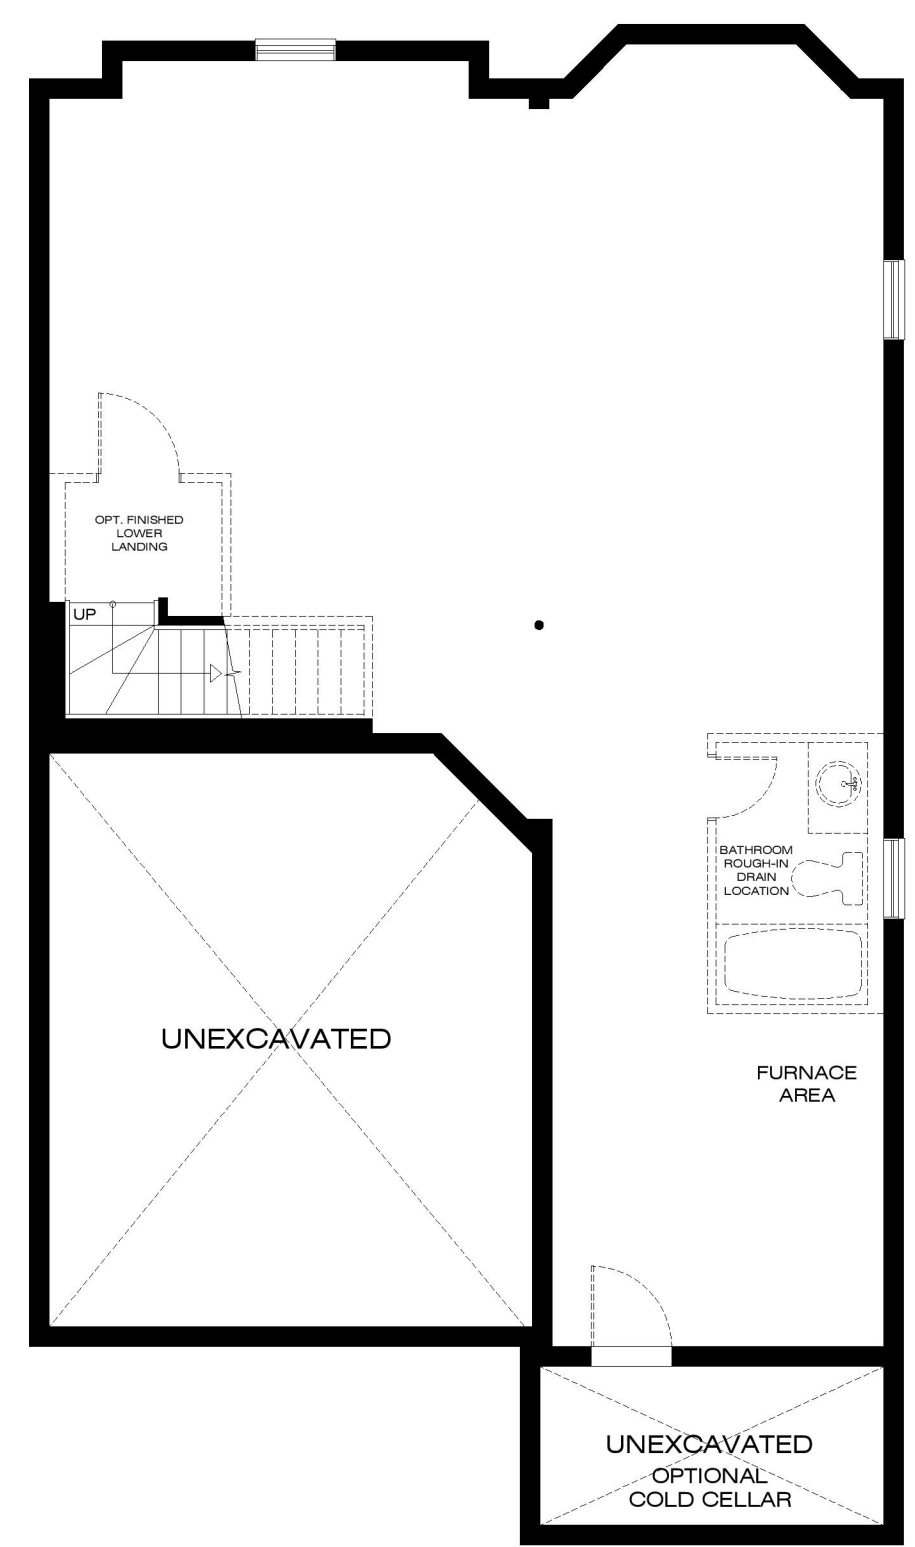 OPT. FINISHED
LOWER
LANDING
UP
BATHROOM
ROUGH-IN
DRAIN
LOCATION
UNEXCAVATED
FURNACE
AREA
UNEXCAVATED
OPTIONAL
COLD CELLAR